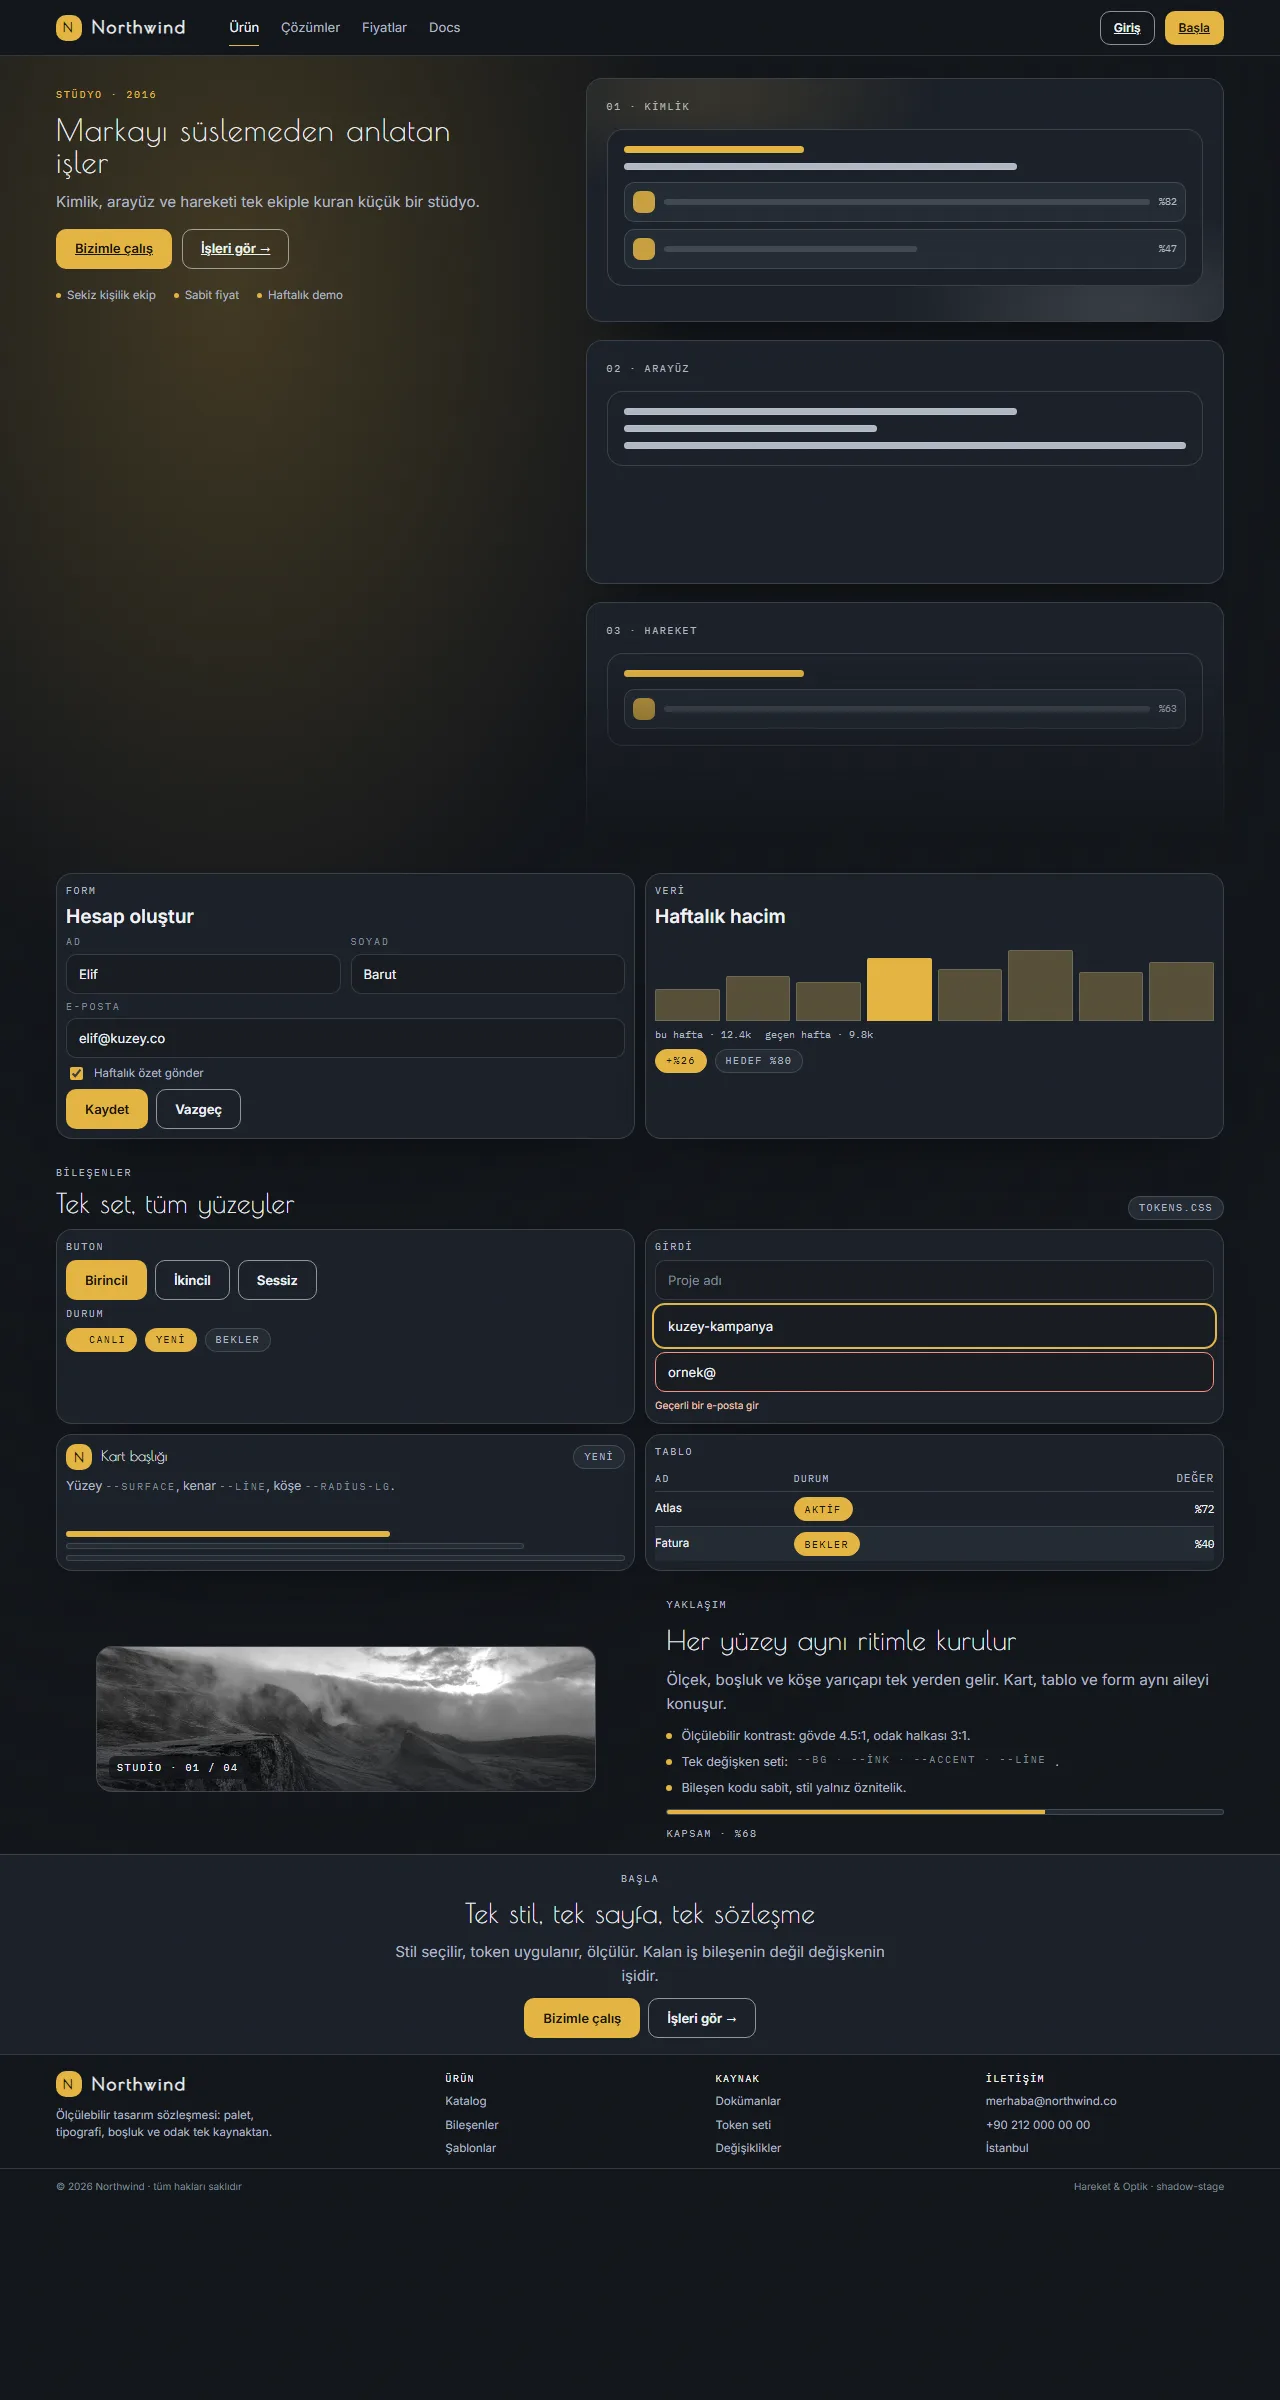 N Northwind Ürün Çözümler Fiyatlar Docs Giriş Başla
STÜDYO · 2016
Markayı süslemeden anlatan
işler
Kimlik, arayüz ve hareketi tek ekiple kuran küçük bir stüdyo.
Bizimle çalış İşleri gör →
Sekiz kişilik ekip Sabit fiyat Haftalık demo
01 · KİMLİK
%82
%47
02 · ARAYÜZ
03 · HAREKET
%63
FORM
Hesap oluştur
AD SOYAD
Elif Barut
E-POSTA
elif@kuzey.co
Haftalık özet gönder
Kaydet Vazgeç
VERİ
Haftalık hacim
bu hafta · 12.4k geçen hafta · 9.8k
+%26 HEDEF %80
BİLEŞENLER
Tek set, tüm yüzeyler
TOKENS.CSS
BUTON
Birincil İkincil Sessiz
DURUM
CANLI YENİ BEKLER
GİRDİ
Proje adı
kuzey-kampanya
ornek@
Geçerli bir e-posta gir
N Kart başlığı YENİ
Yüzey --SURFACE, kenar --LİNE, köşe --RADİUS-LG.
TABLO
AD DURUM DEĞER
Atlas AKTİF %72
Fatura BEKLER %40
STUDİO · 01 / 04
YAKLAŞIM
Her yüzey aynı ritimle kurulur
Ölçek, boşluk ve köşe yarıçapı tek yerden gelir. Kart, tablo ve form aynı aileyi
konuşur.
Ölçülebilir kontrast: gövde 4.5:1, odak halkası 3:1.
Tek değişken seti: --BG · --İNK · --ACCENT · --LİNE .
Bileşen kodu sabit, stil yalnız öznitelik.
KAPSAM · %68
BAŞLA
Tek stil, tek sayfa, tek sözleşme
Stil seçilir, token uygulanır, ölçülür. Kalan iş bileşenin değil değişkenin
işidir.
Bizimle çalış İşleri gör →
N Northwind
Ölçülebilir tasarım sözleşmesi: palet,
tipografi, boşluk ve odak tek kaynaktan.
ÜRÜN
Katalog
Bileşenler
Şablonlar
KAYNAK
Dokümanlar
Token seti
Değişiklikler
İLETİŞİM
merhaba@northwind.co
+90 212 000 00 00
İstanbul
© 2026 Northwind · tüm hakları saklıdır
Hareket & Optik · shadow-stage